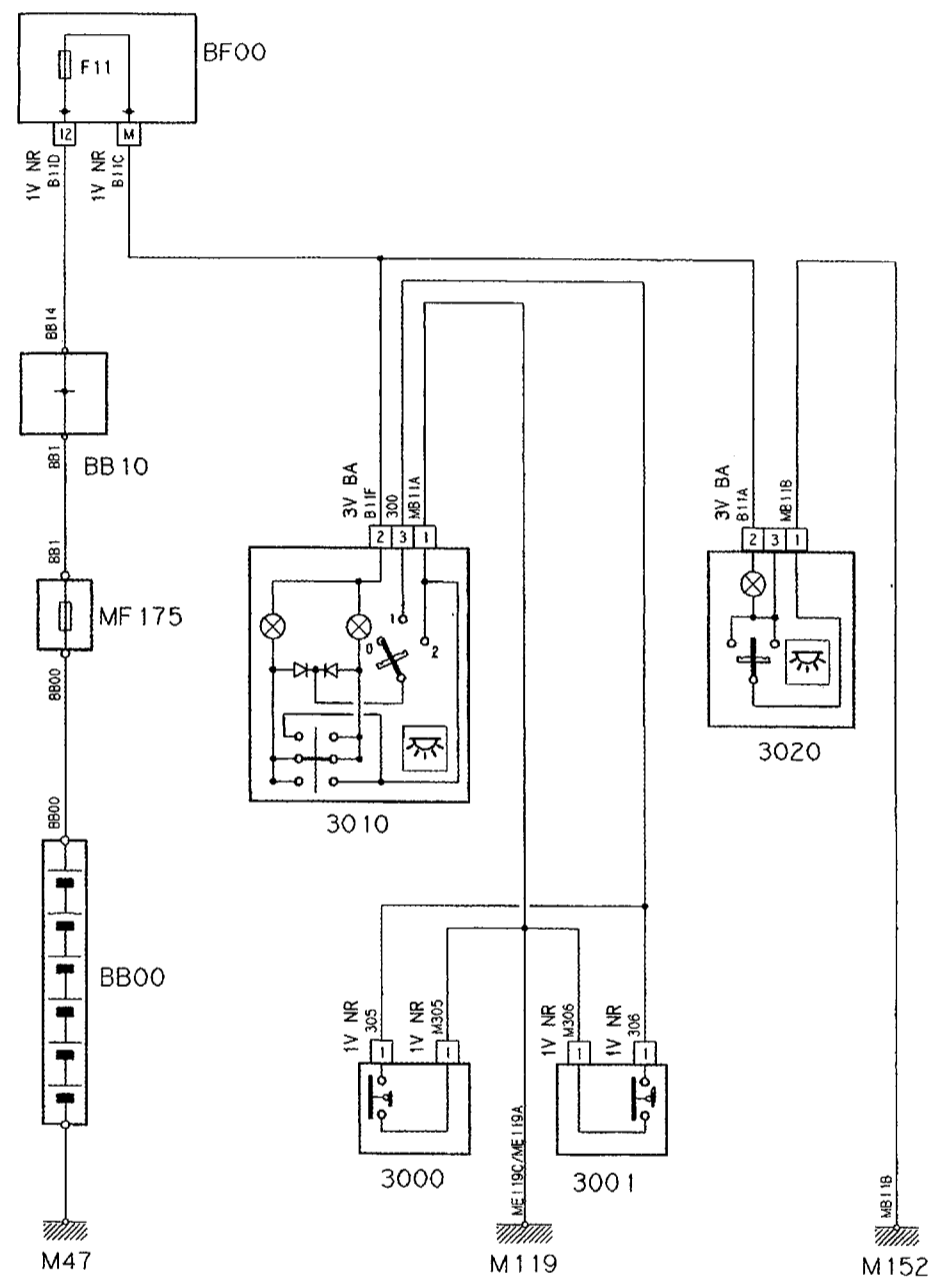 BF00
F11
12
M
1V NR
B11D
1V NR
B11C
BB14
BB10
BB1
BB1
MF175
BB00
BB00
BB00
M47
3V BA
B11F
300
MB11A
2 3 1
1
0
2
3010
3V BA
B11A
MB11B
2 3 1
3020
1V NR
305
1V NR
M305
1
1
3000
1V NR
M306
1V NR
306
1
1
3001
ME119C/ME119A
M119
MB11B
M152